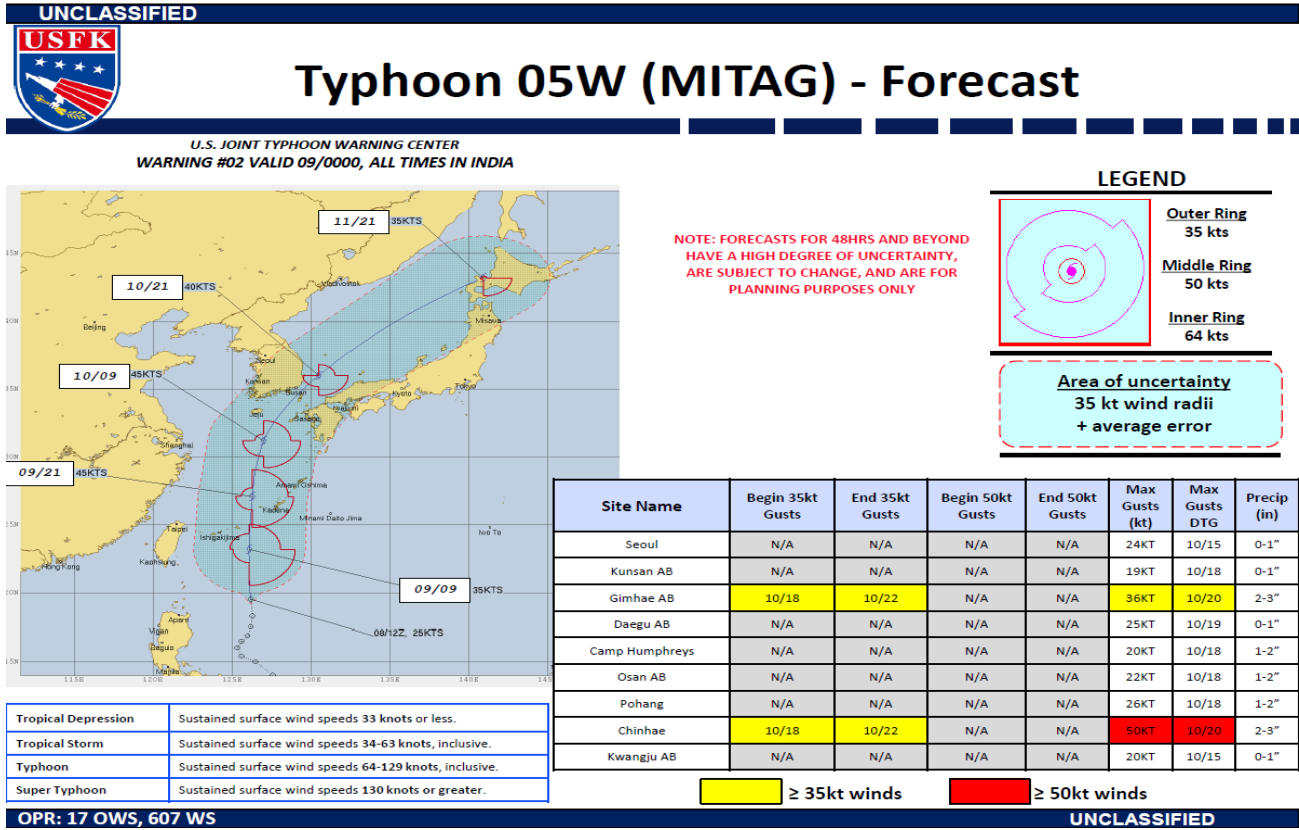 UNCLASSIFIED
USFK
Typhoon 05W (MITAG) - Forecast
U.S. JOINT TYPHOON WARNING CENTER
WARNING #02 VALID 09/0000, ALL TIMES IN INDIA
11/21 35KTS
10/21 40KTS
Vladivostok
Beijing
Misawa
Seoul
10/09 45KTS
Kunsan
Busan
Kyoto
Tokyo
Iwakuni
Jeju
Sasebo
Shanghai
09/21 45KTS
Amami Oshima
Kadena
Minami Daito Jima
Taipei
Ishigakijima
Iwo To
Hong Kong
Kaohsiung
09/09 35KTS
Aparri
08/12Z, 25KTS
Vigan
Baguio
Manila
115E 120E 125E 130E 135E 140E 145
NOTE: FORECASTS FOR 48HRS AND BEYOND
HAVE A HIGH DEGREE OF UNCERTAINTY,
ARE SUBJECT TO CHANGE, AND ARE FOR
PLANNING PURPOSES ONLY
LEGEND
Outer Ring
35 kts
Middle Ring
50 kts
Inner Ring
64 kts
Area of uncertainty
35 kt wind radii
+ average error
Site Name Begin 35kt Gusts End 35kt Gusts Begin 50kt Gusts End 50kt Gusts Max Gusts (kt) Max Gusts DTG Precip (in)
Seoul N/A N/A N/A N/A 24KT 10/15 0-1”
Kunsan AB N/A N/A N/A N/A 19KT 10/18 0-1”
Gimhae AB 10/18 10/22 N/A N/A 36KT 10/20 2-3”
Daegu AB N/A N/A N/A N/A 25KT 10/19 0-1”
Camp Humphreys N/A N/A N/A N/A 20KT 10/18 1-2”
Osan AB N/A N/A N/A N/A 22KT 10/18 1-2”
Pohang N/A N/A N/A N/A 26KT 10/18 1-2”
Chinhae 10/18 10/22 N/A N/A 50KT 10/20 2-3”
Kwangju AB N/A N/A N/A N/A 20KT 10/15 0-1”
≥ 35kt winds ≥ 50kt winds
Tropical Depression Sustained surface wind speeds 33 knots or less.
Tropical Storm Sustained surface wind speeds 34-63 knots, inclusive.
Typhoon Sustained surface wind speeds 64-129 knots, inclusive.
Super Typhoon Sustained surface wind speeds 130 knots or greater.
OPR: 17 OWS, 607 WS
UNCLASSIFIED